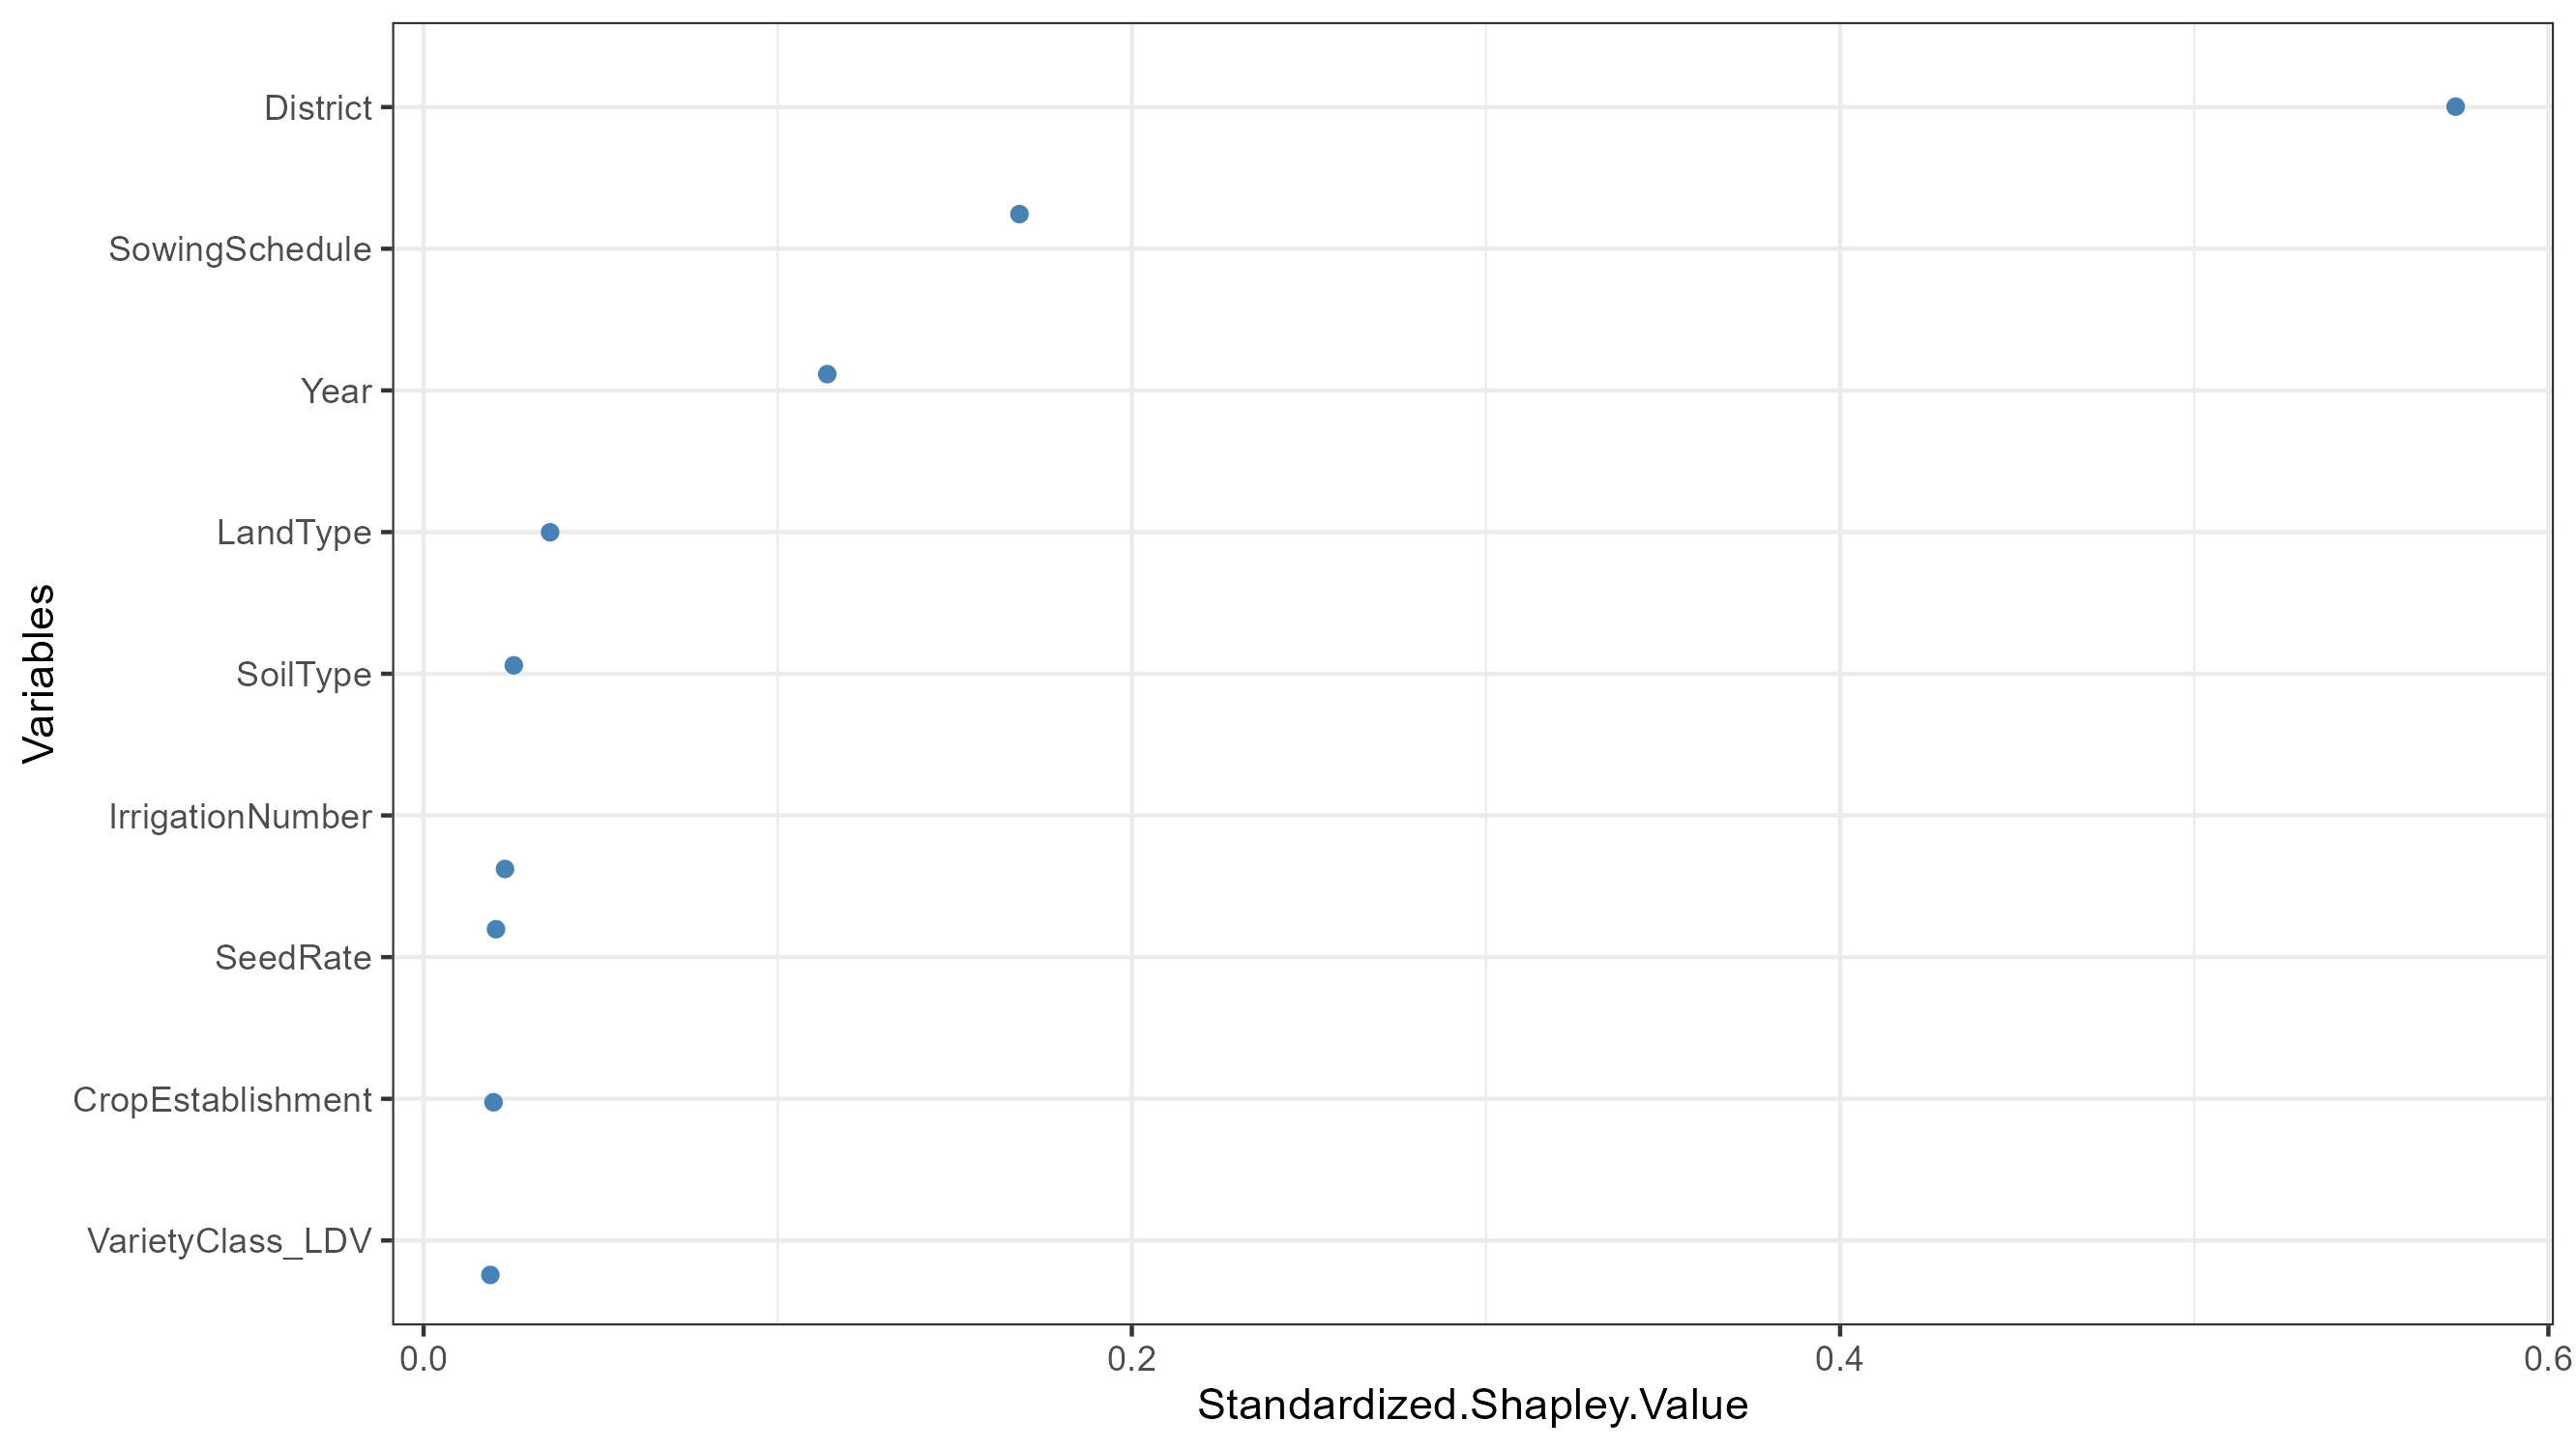 District
SowingSchedule
Year
LandType
SoilType
IrrigationNumber
SeedRate
CropEstablishment
VarietyClass_LDV
Variables
0.0 0.2 0.4 0.6
Standardized.Shapley.Value